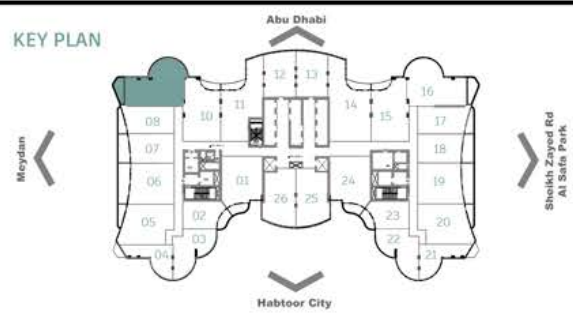 Abu Dhabi
KEY PLAN
12 13
16
10 11 14 15
08 17
07 18
Meydan
06 01 24 19
Sheikh Zayed Rd
Al Safa Park
26 25
05 02 23 20
03 22
04 21
Habtoor City